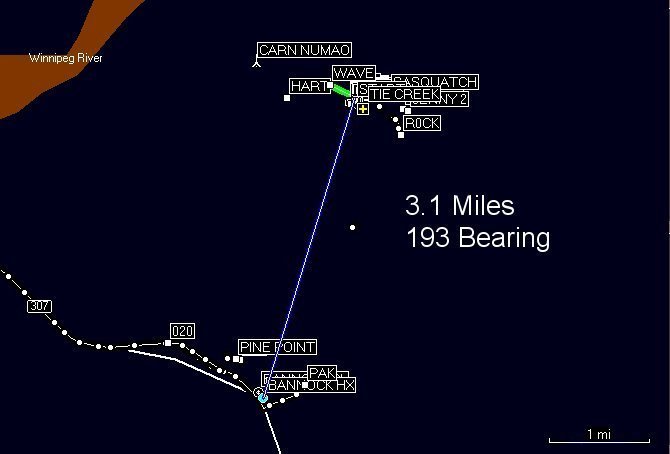 CARN NUMAO
Winnipeg River
WAVE
SASQUATCH
HART
TIE CREEK
2
ROCK
3.1 Miles
193 Bearing
307
020
PINE POINT
PAK
BANNOCK HX
1 mi